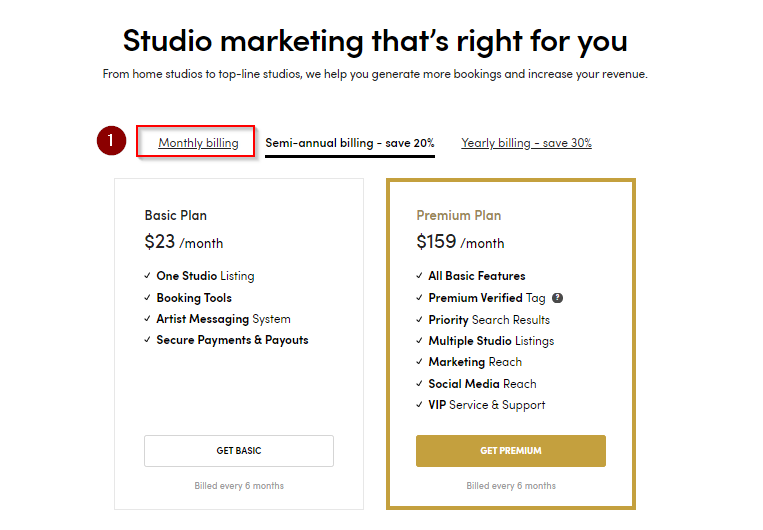 Studio marketing that’s right for you
From home studios to top-line studios, we help you generate more bookings and increase your revenue.
1
Monthly billing
Semi-annual billing - save 20%
Yearly billing - save 30%
Basic Plan
$23 /month
✓ One Studio Listing
✓ Booking Tools
✓ Artist Messaging System
✓ Secure Payments & Payouts
GET BASIC
Billed every 6 months
Premium Plan
$159 /month
✓ All Basic Features
✓ Premium Verified Tag ?
✓ Priority Search Results
✓ Multiple Studio Listings
✓ Marketing Reach
✓ Social Media Reach
✓ VIP Service & Support
GET PREMIUM
Billed every 6 months